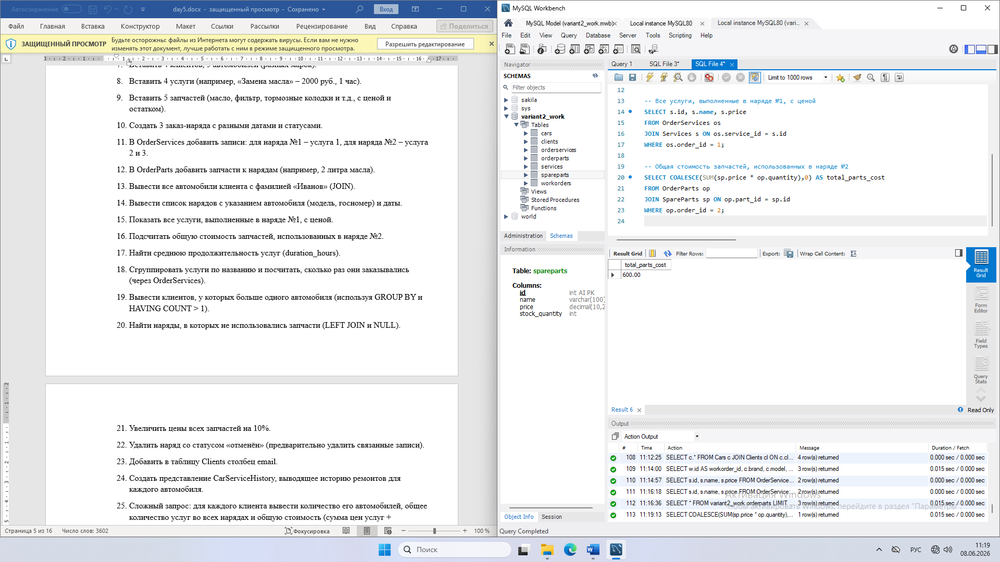 Автосохранение
day5.docx - защищенный просмотр - Сохранено
Вход
Файл Главная Вставка Конструктор Макет Ссылки Рассылки Рецензирование Вид Справка Поделиться
ЗАЩИЩЕННЫЙ ПРОСМОТР
Будьте осторожны: файлы из Интернета могут содержать вирусы. Если вам не нужно
изменять этот документ, лучше работать с ним в режиме защищенного просмотра.
Разрешить редактирование
3 2 1 1 2 3 4 5 6 7 8 9 10 11 12 13 14 15 16 17
7. Вставить 4 клиентов, 5 автомобилей (разных марок).
8. Вставить 4 услуги (например, «Замена масла» – 2000 руб., 1 час).
9. Вставить 5 запчастей (масло, фильтр, тормозные колодки и т.д., с ценой и
остатком).
10. Создать 3 заказ-наряда с разными датами и статусами.
11. В OrderServices добавить записи: для наряда №1 – услуга 1, для наряда №2 – услуга
2 и 3.
12. В OrderParts добавить запчасти к нарядам (например, 2 литра масла).
13. Вывести все автомобили клиента с фамилией «Иванов» (JOIN).
14. Вывести список нарядов с указанием автомобиля (модель, госномер) и даты.
15. Показать все услуги, выполненные в наряде №1, с ценой.
16. Подсчитать общую стоимость запчастей, использованных в наряде №2.
17. Найти среднюю продолжительность услуг (duration_hours).
18. Сгруппировать услуги по названию и посчитать, сколько раз они заказывались
(через OrderServices).
19. Вывести клиентов, у которых больше одного автомобиля (используя GROUP BY и
HAVING COUNT > 1).
20. Найти наряды, в которых не использовались запчасти (LEFT JOIN и NULL).
21. Увеличить цены всех запчастей на 10%.
22. Удалить наряд со статусом «отменён» (предварительно удалить связанные записи).
23. Добавить в таблицу Clients столбец email.
24. Создать представление CarServiceHistory, выводящее историю ремонтов для
каждого автомобиля.
25. Сложный запрос: для каждого клиента вывести количество его автомобилей, общее
количество услуг во всех нарядах и общую стоимость (сумма цен услуг +
Страница 5 из 16 Число слов: 3602 Фокусировка 100 %
MySQL Workbench
MySQL Model (variant2_work.mwb) Local instance MySQL80 Local instance MySQL80 (vari...
File Edit View Query Database Server Tools Scripting Help
Navigator
SCHEMAS
Filter objects
sakila
sys
variant2_work
Tables
cars
clients
orderservices
orderparts
services
spareparts
workorders
Views
Stored Procedures
Functions
world
Administration Schemas
Information
Table: spareparts
Columns:
id int AI PK
name varchar(100)
price decimal(10,2
stock_quantity int
Object Info Session
Query Completed
Query 1 SQL File 3* SQL File 4*
Limit to 1000 rows
12
13 -- Все услуги, выполненные в наряде №1, с ценой
14 SELECT s.id, s.name, s.price
15 FROM OrderServices os
16 JOIN Services s ON os.service_id = s.id
17 WHERE os.order_id = 1;
18
19 -- Общая стоимость запчастей, использованных в наряде №2
20 SELECT COALESCE(SUM(sp.price * op.quantity),0) AS total_parts_cost
21 FROM OrderParts op
22 JOIN SpareParts sp ON op.part_id = sp.id
23 WHERE op.order_id = 2;
24
Result Grid Filter Rows: Export: Wrap Cell Content:
total_parts_cost
600.00
Result Grid
Form Editor
Field Types
Query Stats
Result 6 Read Only
Output
Action Output
# Time Action Message Duration / Fetch
108 11:12:25 SELECT c.* FROM Cars c JOIN Clients cl ON c.cl... 4 row(s) returned 0.000 sec / 0.000 sec
109 11:14:00 SELECT w.id AS workorder_id, c.brand, c.model, ... 3 row(s) returned 0.015 sec / 0.000 sec
110 11:14:57 SELECT s.id, s.name, s.price FROM OrderService... 2 row(s) returned 0.000 sec / 0.000 sec
111 11:16:18 SELECT s.id, s.name, s.price FROM OrderService... 2 row(s) returned 0.000 sec / 0.000 sec
112 11:16:36 SELECT * FROM variant2_work.orderparts LIMIT... 3 row(s) returned 0.015 sec / 0.000 sec
113 11:19:13 SELECT COALESCE(SUM(sp.price * op.quantity),... 1 row(s) returned 0.015 sec / 0.000 sec
Активация Windows
Чтобы активировать Windows, перейдите в раздел "Параметры".
Поиск
РУС
11:19
08.06.2026